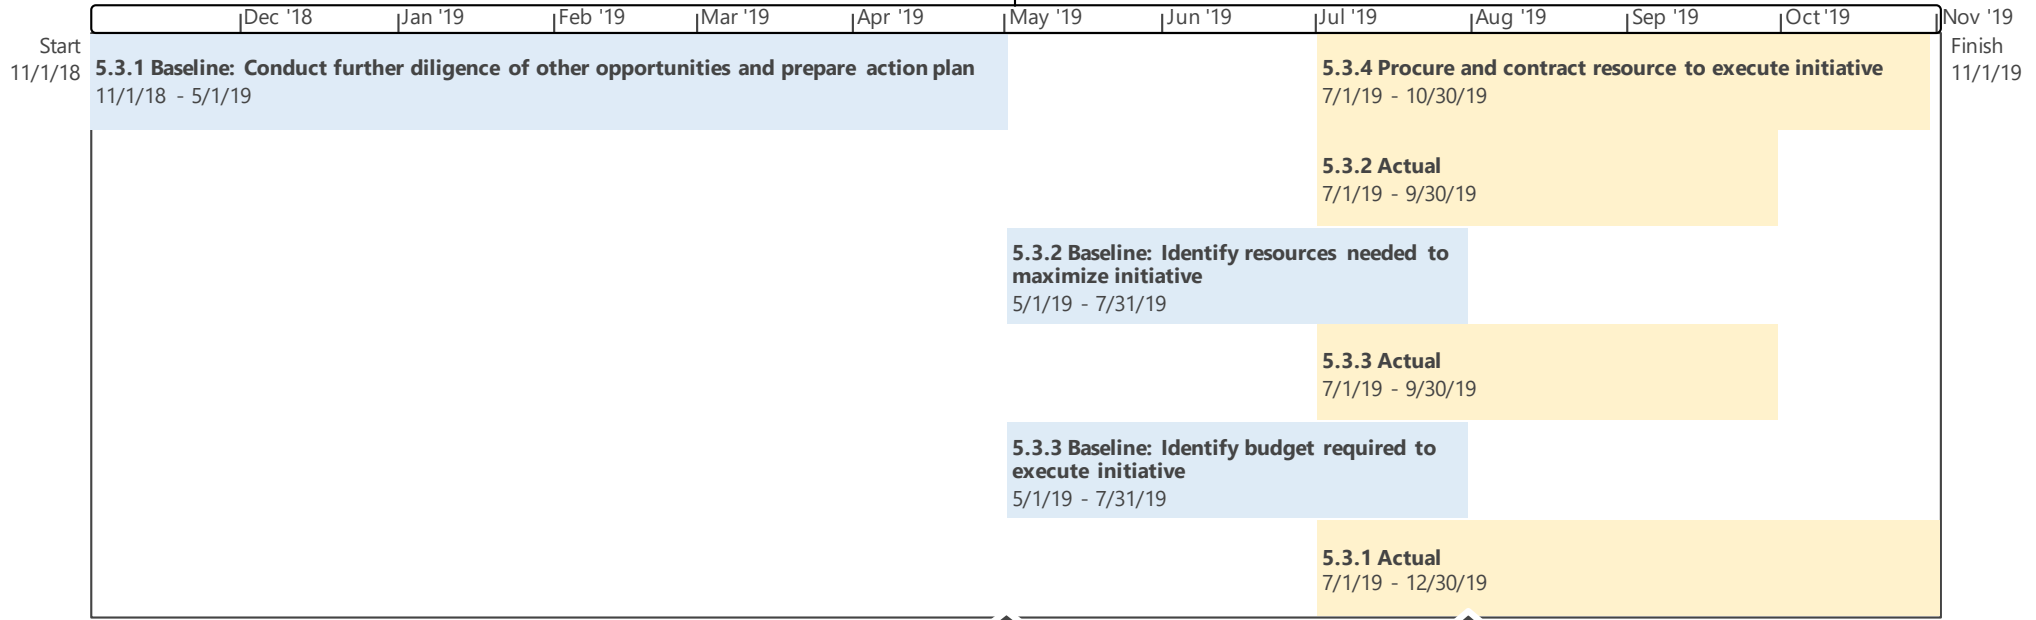 Dec '18 Jan '19 Feb '19 Mar '19 Apr '19 May '19 Jun '19 Jul '19 Aug '19 Sep '19 Oct '19 Nov '19
Start
11/1/18
Finish
11/1/19
5.3.1 Baseline: Conduct further diligence of other opportunities and prepare action plan
11/1/18 - 5/1/19
5.3.4 Procure and contract resource to execute initiative
7/1/19 - 10/30/19
5.3.2 Actual
7/1/19 - 9/30/19
5.3.2 Baseline: Identify resources needed to
maximize initiative
5/1/19 - 7/31/19
5.3.3 Actual
7/1/19 - 9/30/19
5.3.3 Baseline: Identify budget required to
execute initiative
5/1/19 - 7/31/19
5.3.1 Actual
7/1/19 - 12/30/19